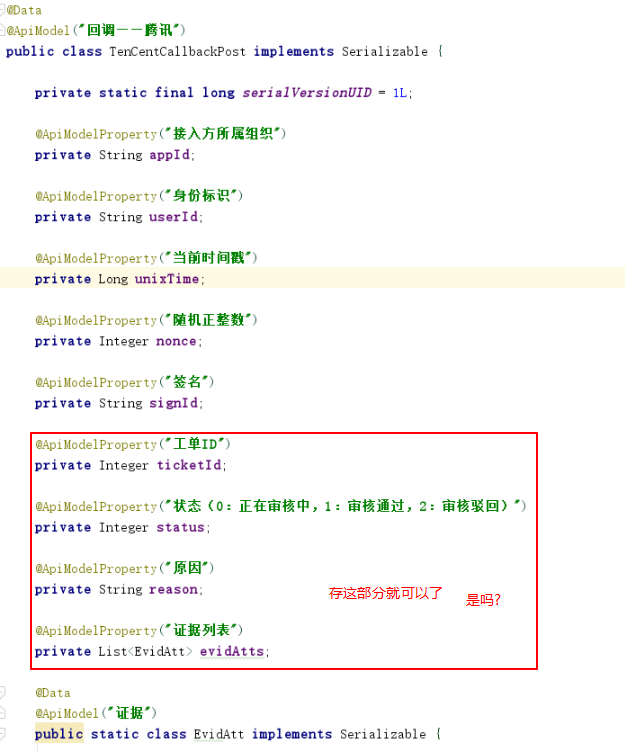 @Data
@ApiModel("回调——腾讯")
public class TenCentCallbackPost implements Serializable {
private static final long serialVersionUID = 1L;
@ApiModelProperty("接入方所属组织")
private String appId;
@ApiModelProperty("身份标识")
private String userId;
@ApiModelProperty("当前时间戳")
private Long unixTime;
@ApiModelProperty("随机正整数")
private Integer nonce;
@ApiModelProperty("签名")
private String signId;
@ApiModelProperty("工单ID")
private Integer ticketId;
@ApiModelProperty("状态（0：正在审核中，1：审核通过，2：审核驳回）")
private Integer status;
@ApiModelProperty("原因")
private String reason;
存这部分就可以了 是吗?
@ApiModelProperty("证据列表")
private List<EvidAtt> evidAtts;
@Data
@ApiModel("证据")
public static class EvidAtt implements Serializable {